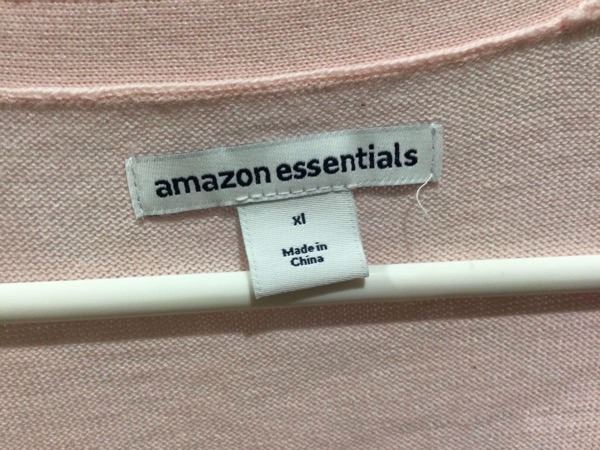 amazon essentials
xl
Made in
China